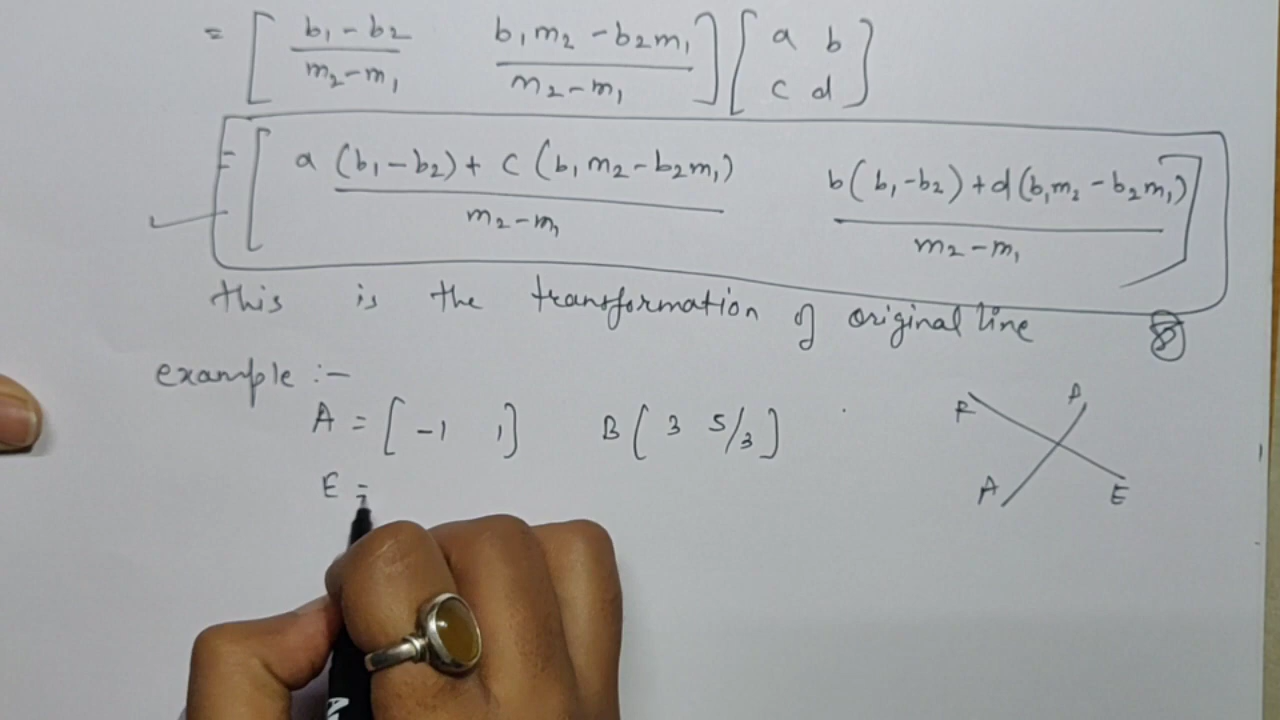 = [ (b₁ - b₂)/(m₂ - m₁)  (b₁m₂ - b₂m₁)/(m₂ - m₁) ] [ a b ; c d ]
= [ (a (b₁ - b₂) + c (b₁m₂ - b₂m₁))/(m₂ - m₁)  (b(b₁ - b₂) + d(b₁m₂ - b₂m₁))/(m₂ - m₁) ]
this is the transformation of original line
example :-
A = [ -1 1 ] B [ 3 5/3 ]
E =
A E